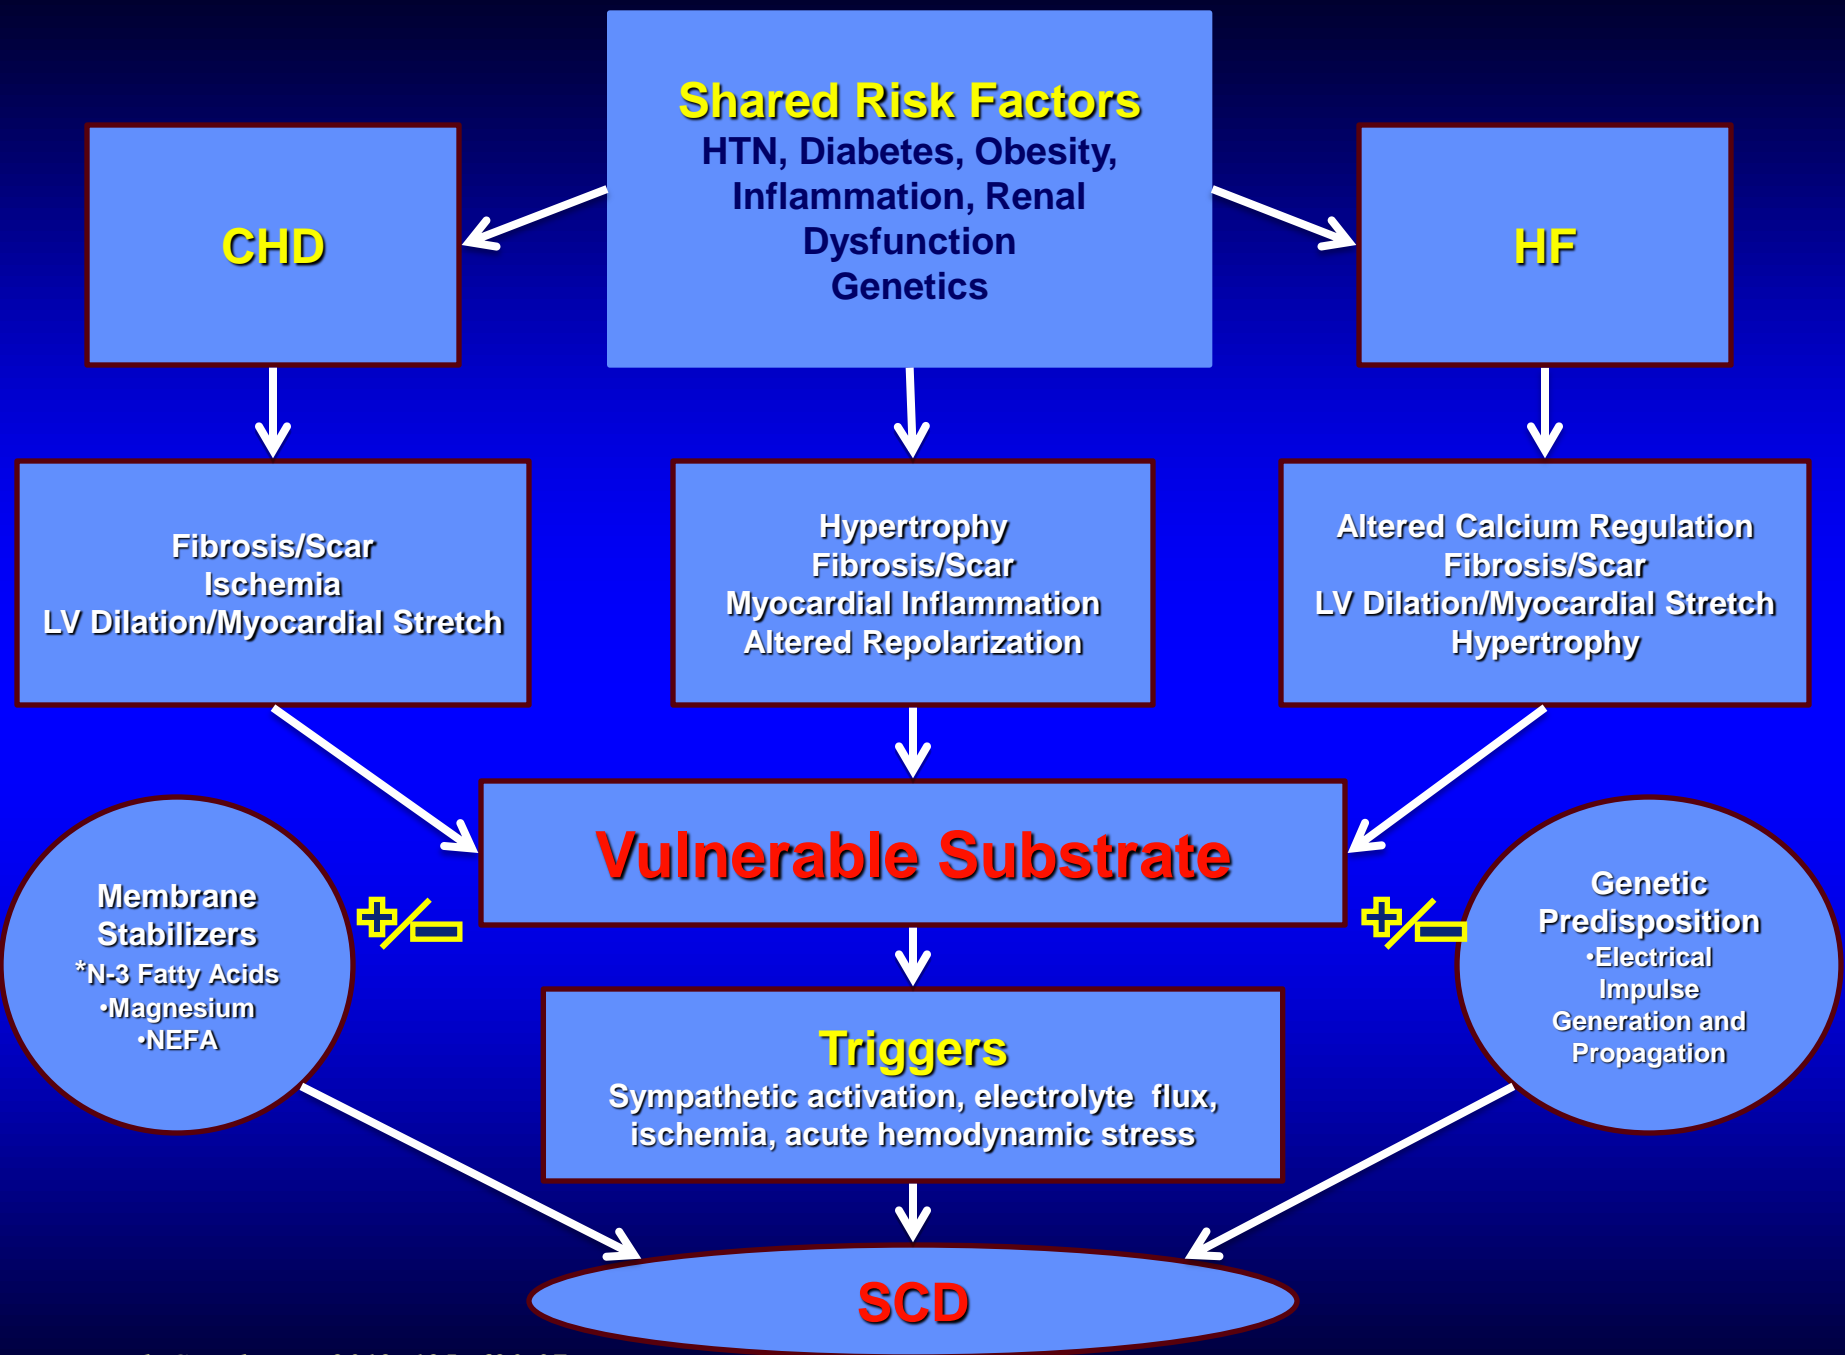 Shared Risk Factors
HTN, Diabetes, Obesity,
Inflammation, Renal
Dysfunction
Genetics
CHD
HF
Fibrosis/Scar
Ischemia
LV Dilation/Myocardial Stretch
Hypertrophy
Fibrosis/Scar
Myocardial Inflammation
Altered Repolarization
Altered Calcium Regulation
Fibrosis/Scar
LV Dilation/Myocardial Stretch
Hypertrophy
Vulnerable Substrate
Membrane
Stabilizers
*N-3 Fatty Acids
•Magnesium
•NEFA
+/−
+/−
Genetic
Predisposition
•Electrical
Impulse
Generation and
Propagation
Triggers
Sympathetic activation, electrolyte flux,
ischemia, acute hemodynamic stress
SCD